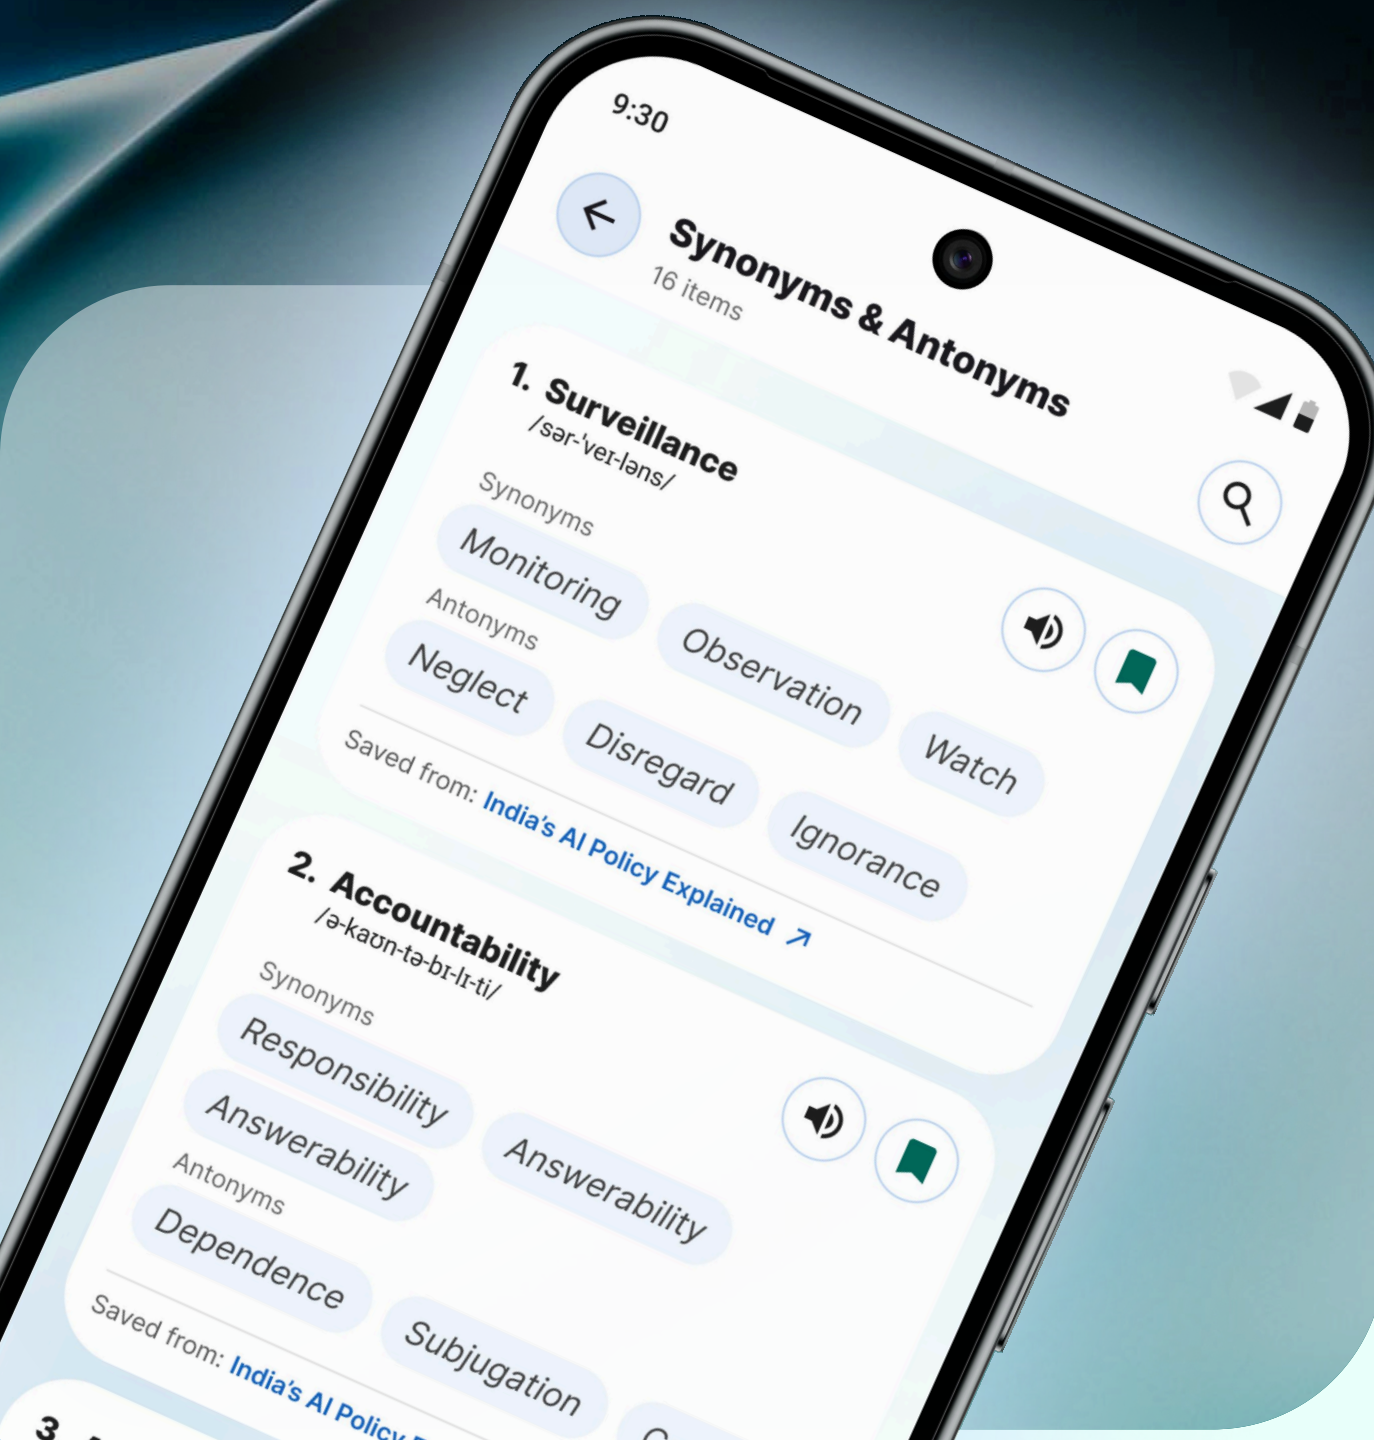 9:30
Synonyms & Antonyms
16 items
1. Surveillance
/sər-ˈveɪ-ləns/
Synonyms
Monitoring Observation Watch
Antonyms
Neglect Disregard Ignorance
Saved from: India's AI Policy Explained ↗
2. Accountability
/ə-kaʊn-tə-bɪ-lɪ-ti/
Synonyms
Responsibility Answerability
Answerability
Antonyms
Dependence Subjugation
Saved from: India's AI Policy
3.